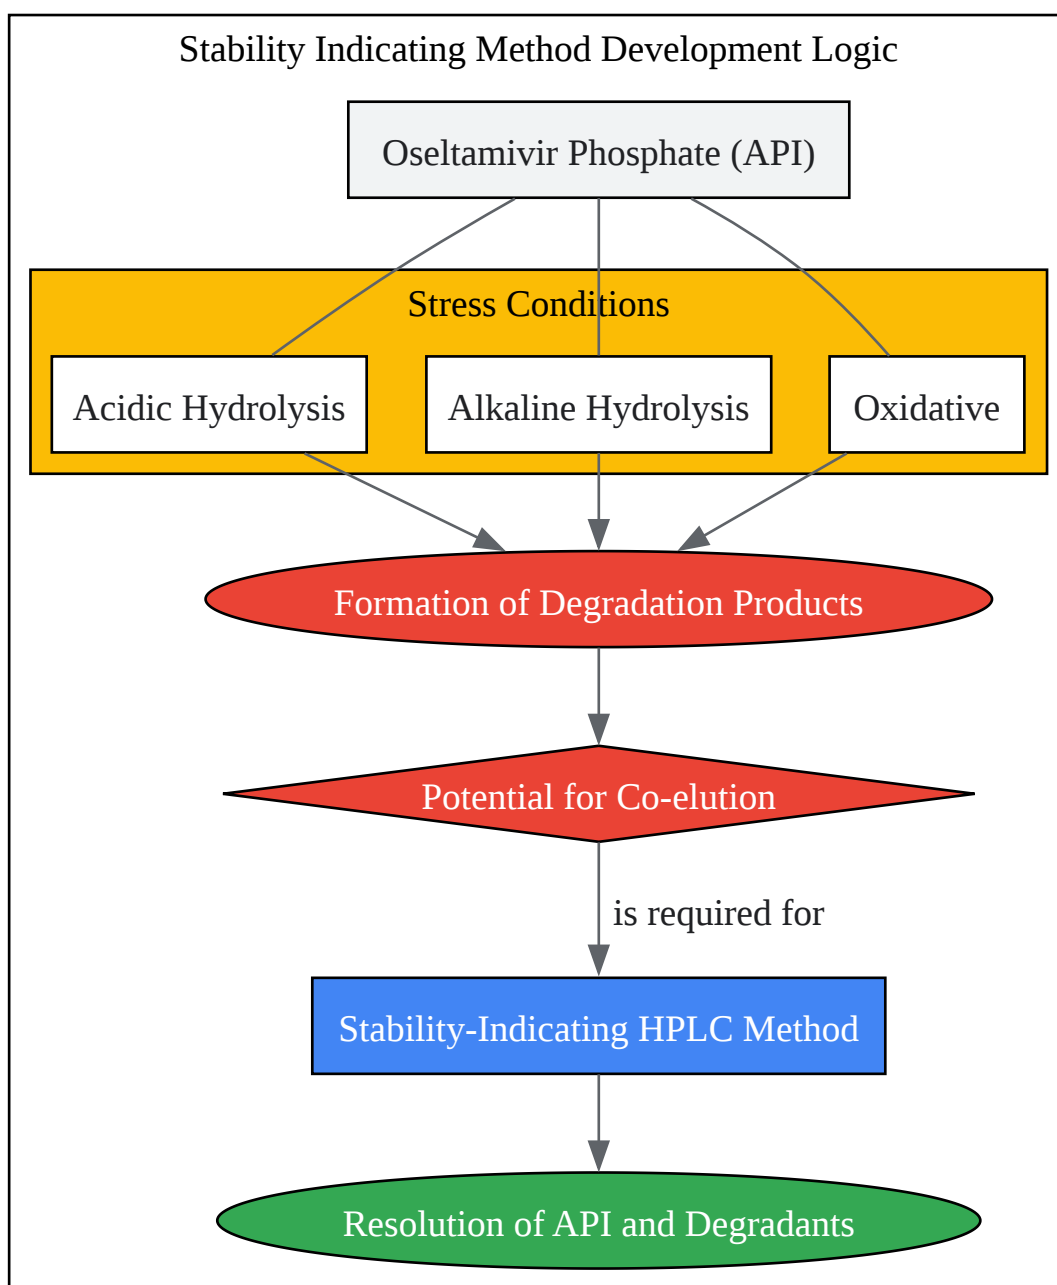 Stability Indicating Method Development Logic
Oseltamivir Phosphate (API)
Stress Conditions
Acidic Hydrolysis
Alkaline Hydrolysis
Oxidative
Formation of Degradation Products
Potential for Co-elution
is required for
Stability-Indicating HPLC Method
Resolution of API and Degradants